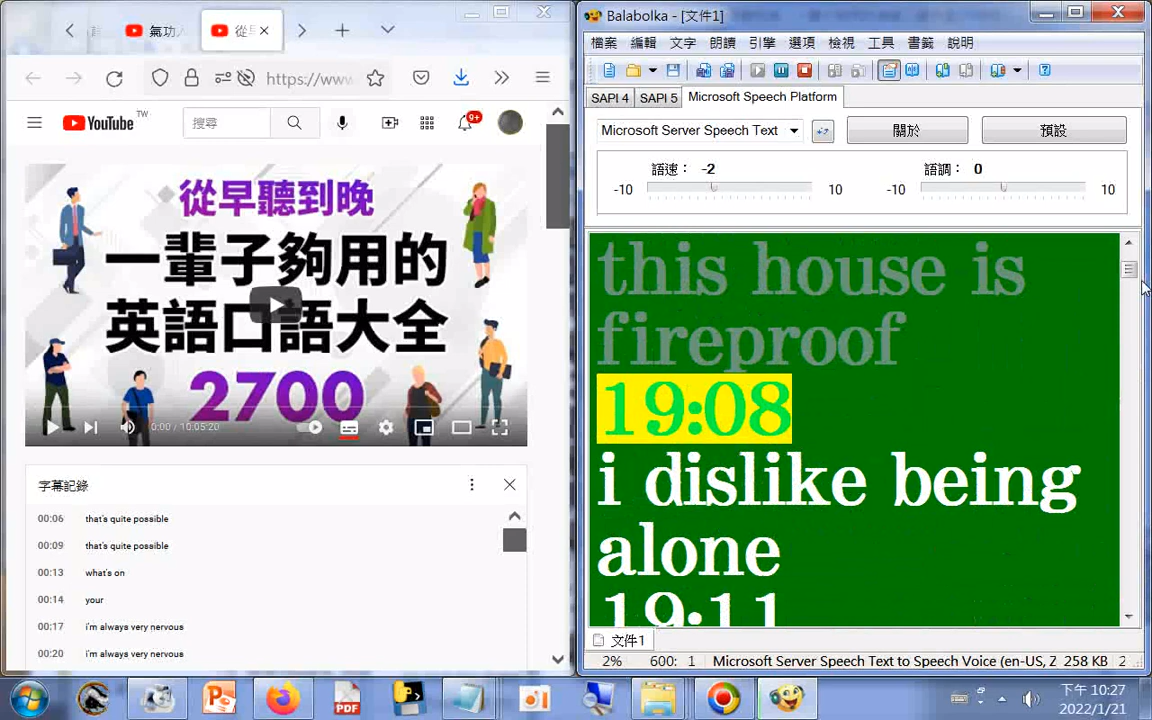 氣功
從
https://www
YouTube TW
搜尋
9+
從早聽到晚
一輩子夠用的
英語口語大全
2700
0:00 / 10:05:20
字幕記錄
00:06 that's quite possible
00:09 that's quite possible
00:13 what's on
00:14 your
00:17 i'm always very nervous
00:20 i'm always very nervous
Balabolka - [文件1]
檔案 編輯 文字 朗讀 引擎 選項 檢視 工具 書籤 說明
SAPI 4 SAPI 5 Microsoft Speech Platform
Microsoft Server Speech Text 關於 預設
語速： -2 語調： 0
-10 10 -10 10
this house is
fireproof
19:08
i dislike being
alone
19:11
文件1
2% 600: 1 Microsoft Server Speech Text to Speech Voice (en-US, Z 258 KB 2
PDF
下午 10:27
2022/1/21